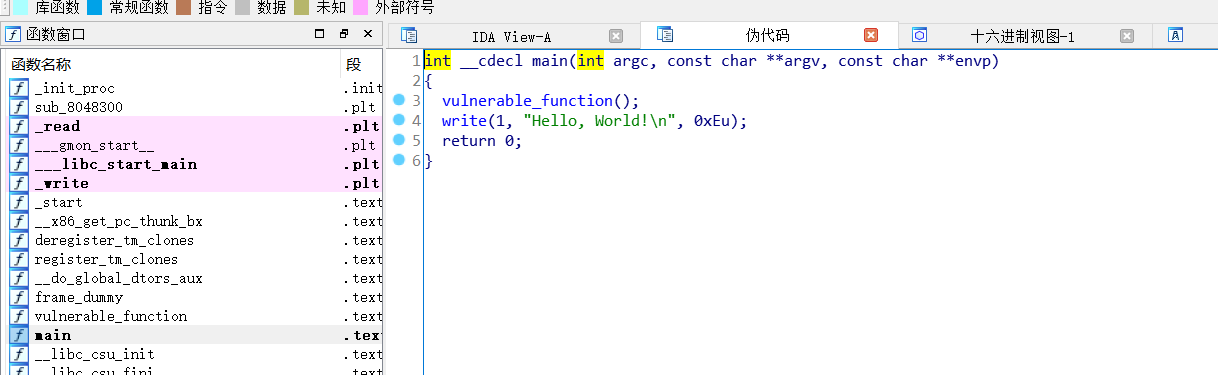 库函数 常规函数 指令 数据 未知 外部符号
函数窗口
函数名称 段
_init_proc .init
sub_8048300 .plt
_read .plt
___gmon_start__ .plt
___libc_start_main .plt
_write .plt
_start .text
__x86_get_pc_thunk_bx .text
deregister_tm_clones .text
register_tm_clones .text
__do_global_dtors_aux .text
frame_dummy .text
vulnerable_function .text
main .text
__libc_csu_init .text
__libc_csu_fini .text
IDA View-A 伪代码 十六进制视图-1
1 int __cdecl main(int argc, const char **argv, const char **envp)
2 {
3 vulnerable_function();
4 write(1, "Hello, World!\n", 0xEu);
5 return 0;
6 }